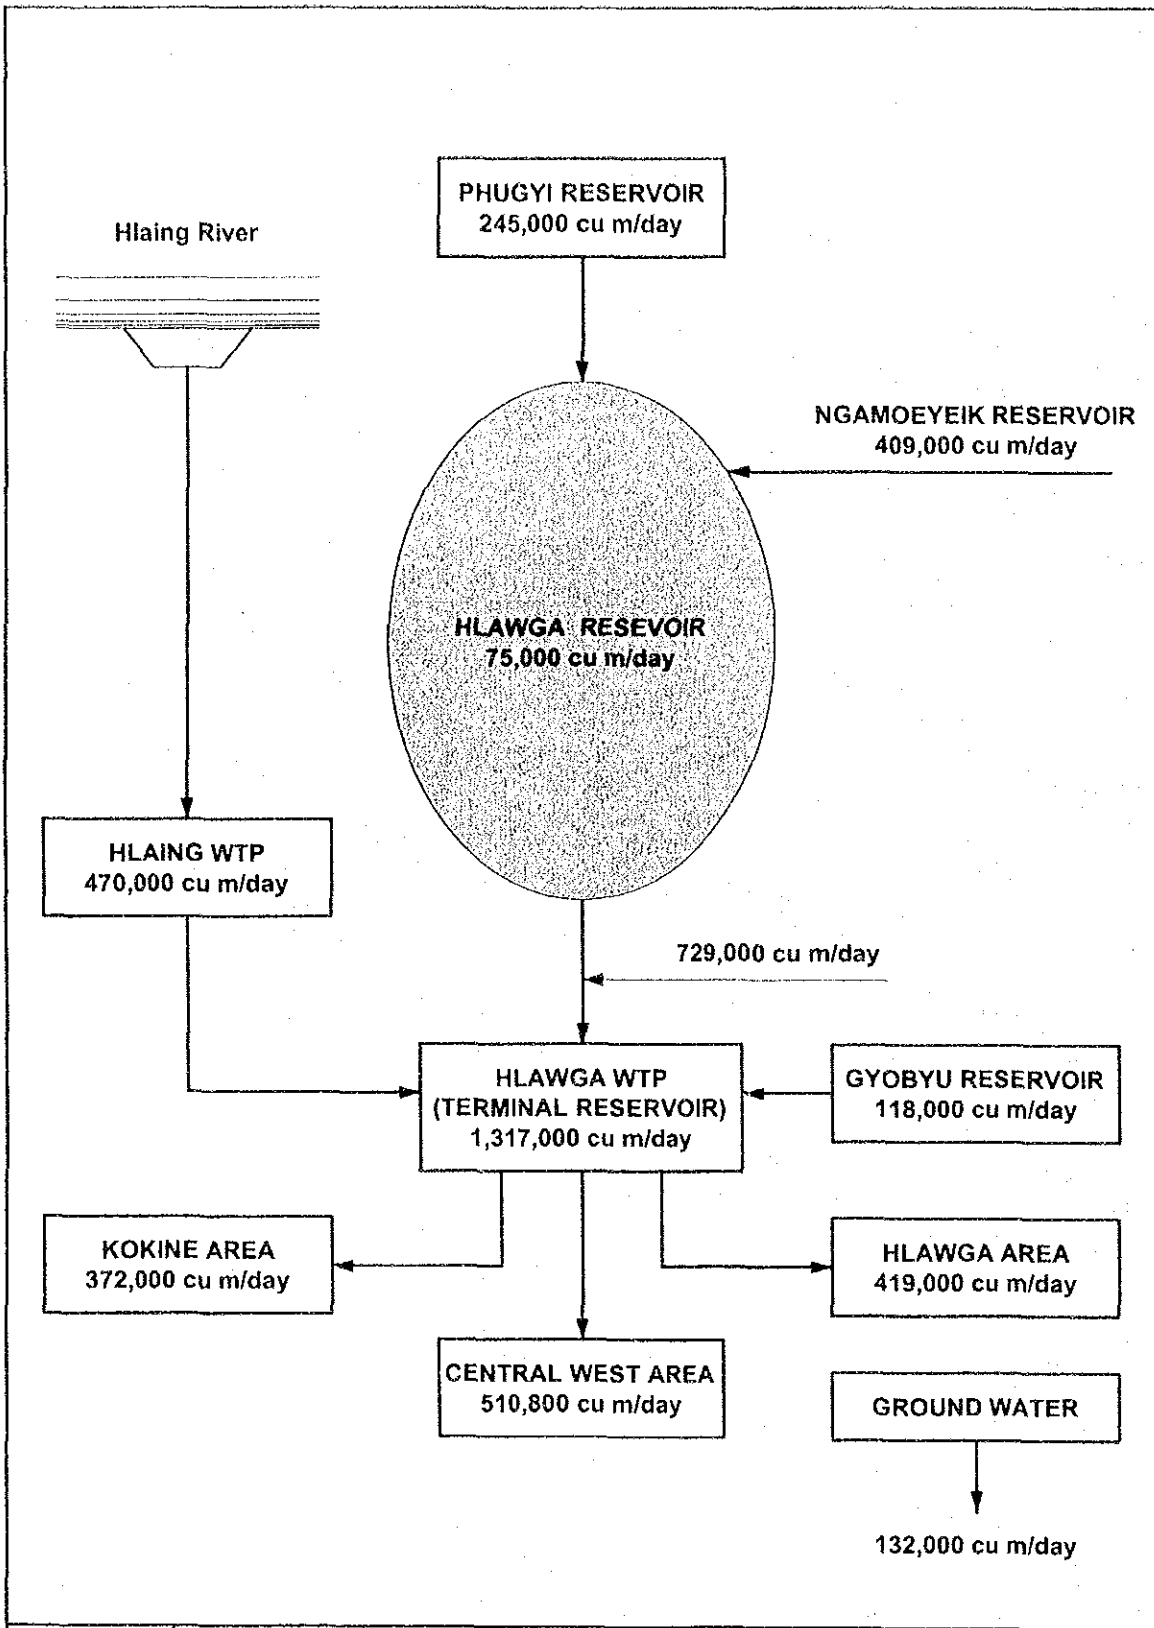 PHUGYI RESERVOIR
245,000 cu m/day
Hlaing River
NGAMOEYEIK RESERVOIR
409,000 cu m/day
HLAWGA RESEVOIR
75,000 cu m/day
HLAING WTP
470,000 cu m/day
729,000 cu m/day
HLAWGA WTP
(TERMINAL RESERVOIR)
1,317,000 cu m/day
GYOBYU RESERVOIR
118,000 cu m/day
KOKINE AREA
372,000 cu m/day
HLAWGA AREA
419,000 cu m/day
CENTRAL WEST AREA
510,800 cu m/day
GROUND WATER
132,000 cu m/day